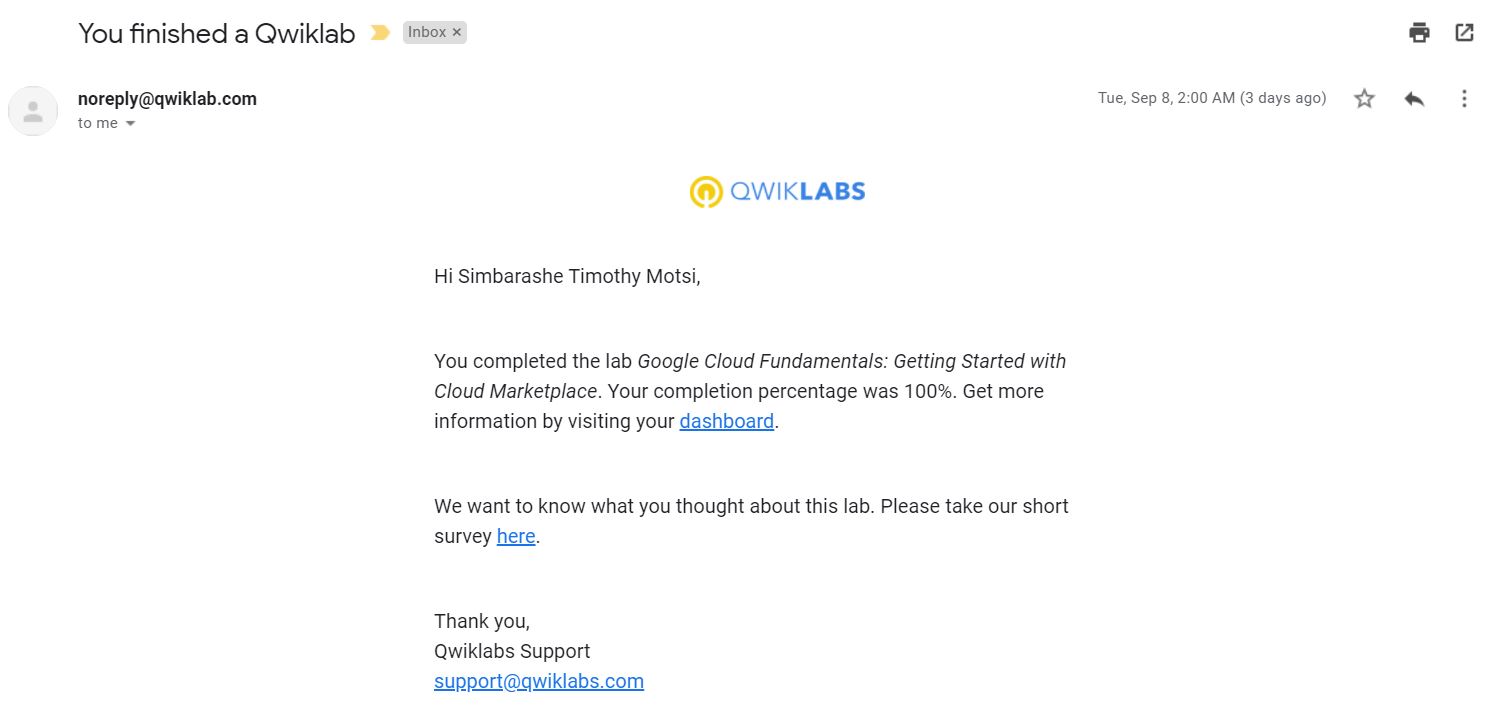 You finished a Qwiklab
Inbox ×
noreply@qwiklab.com
Tue, Sep 8, 2:00 AM (3 days ago)
to me
QWIKLABS
Hi Simbarashe Timothy Motsi,
You completed the lab Google Cloud Fundamentals: Getting Started with
Cloud Marketplace. Your completion percentage was 100%. Get more
information by visiting your dashboard.
We want to know what you thought about this lab. Please take our short
survey here.
Thank you,
Qwiklabs Support
support@qwiklabs.com